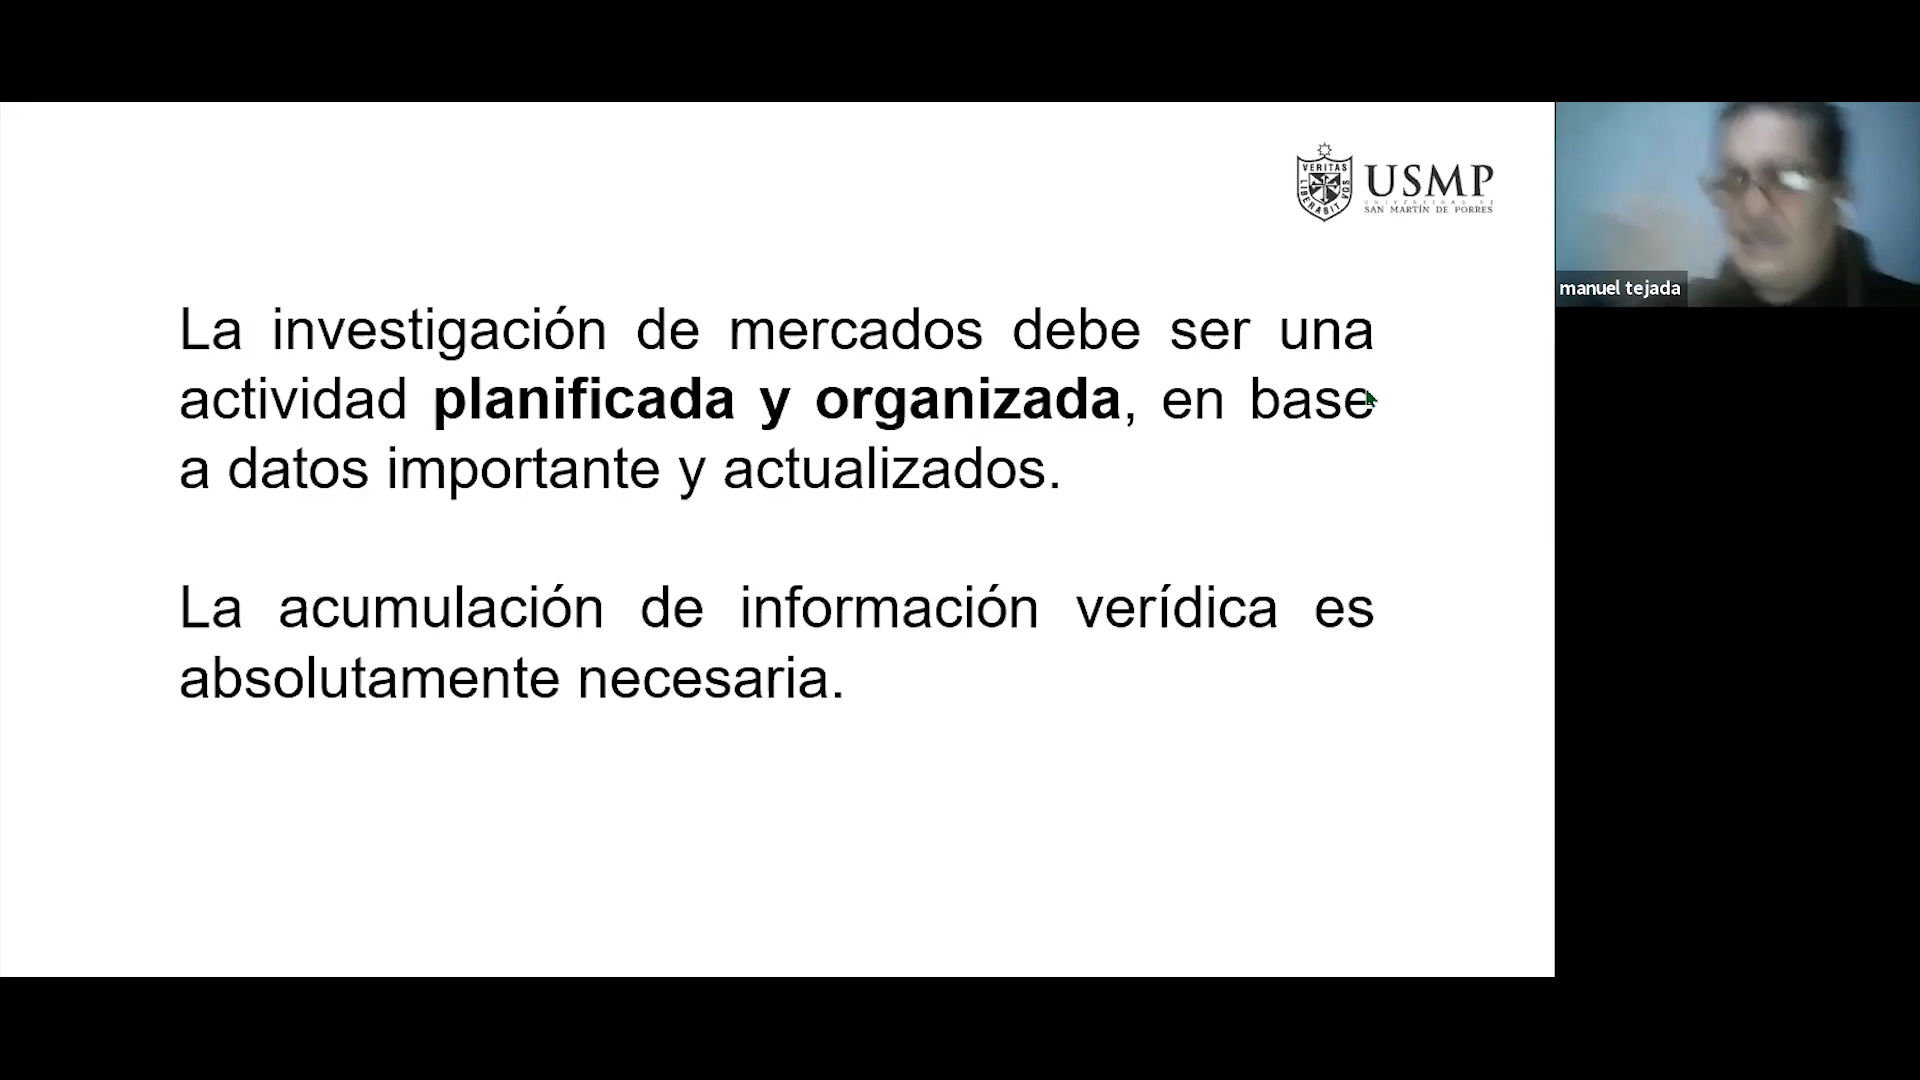 VERITAS
LIBERABIT VOS
USMP
UNIVERSIDAD DE
SAN MARTÍN DE PORRES
manuel tejada
La investigación de mercados debe ser una
actividad planificada y organizada, en base
a datos importante y actualizados.
La acumulación de información verídica es
absolutamente necesaria.